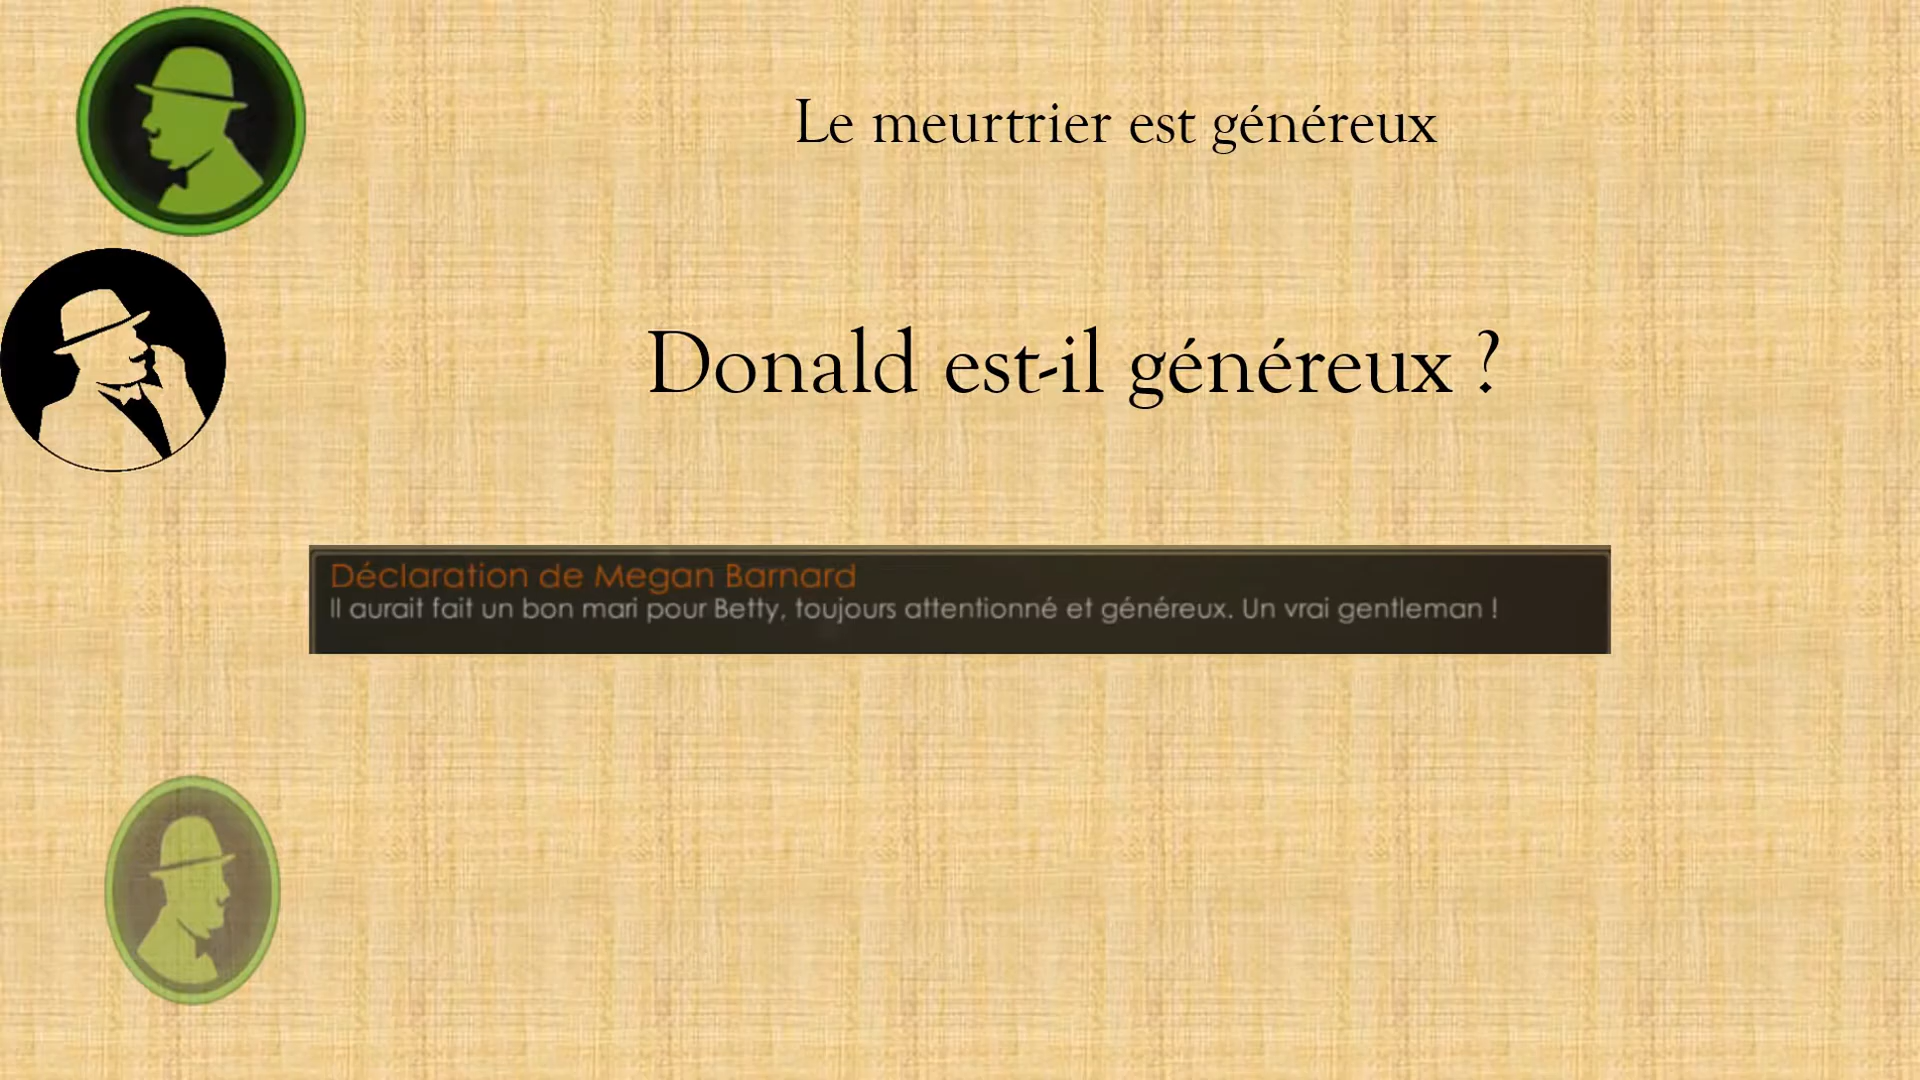 Le meurtrier est généreux
Donald est-il généreux ?
Déclaration de Megan Barnard
Il aurait fait un bon mari pour Betty, toujours attentionné et généreux. Un vrai gentleman !